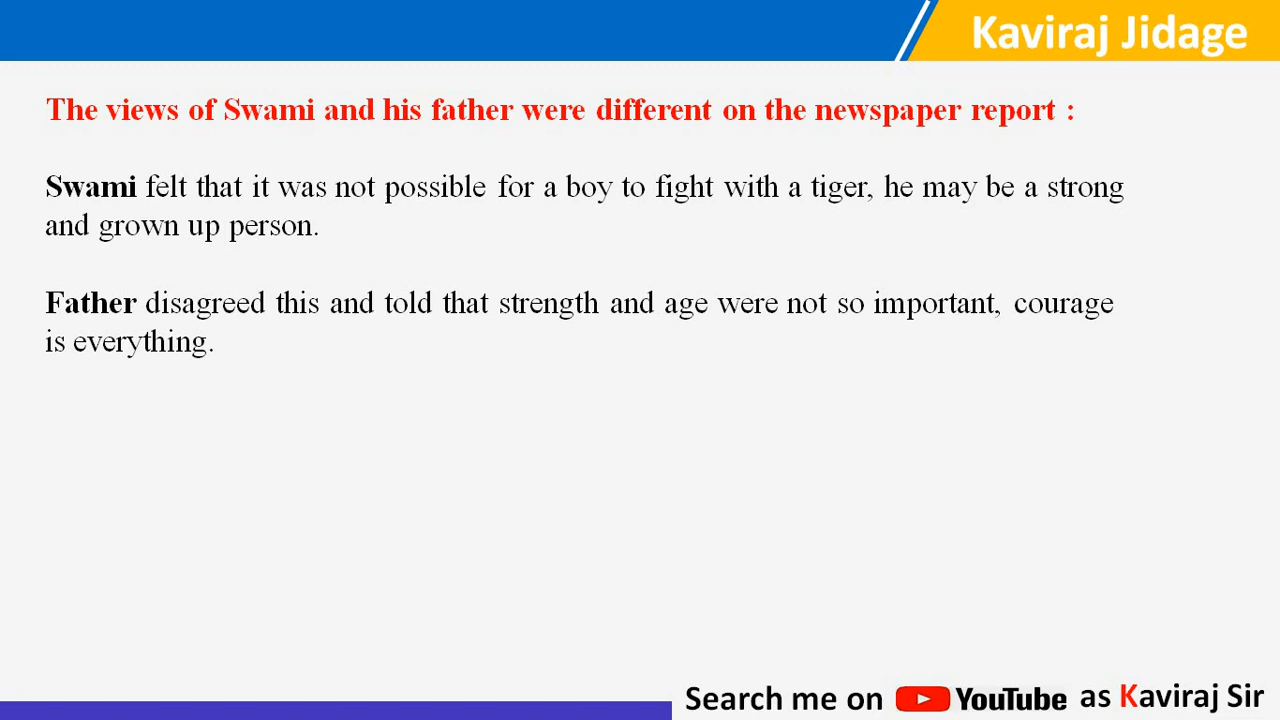 Kaviraj Jidage
The views of Swami and his father were different on the newspaper report :
Swami felt that it was not possible for a boy to fight with a tiger, he may be a strong
and grown up person.
Father disagreed this and told that strength and age were not so important, courage
is everything.
Search me on YouTube as Kaviraj Sir